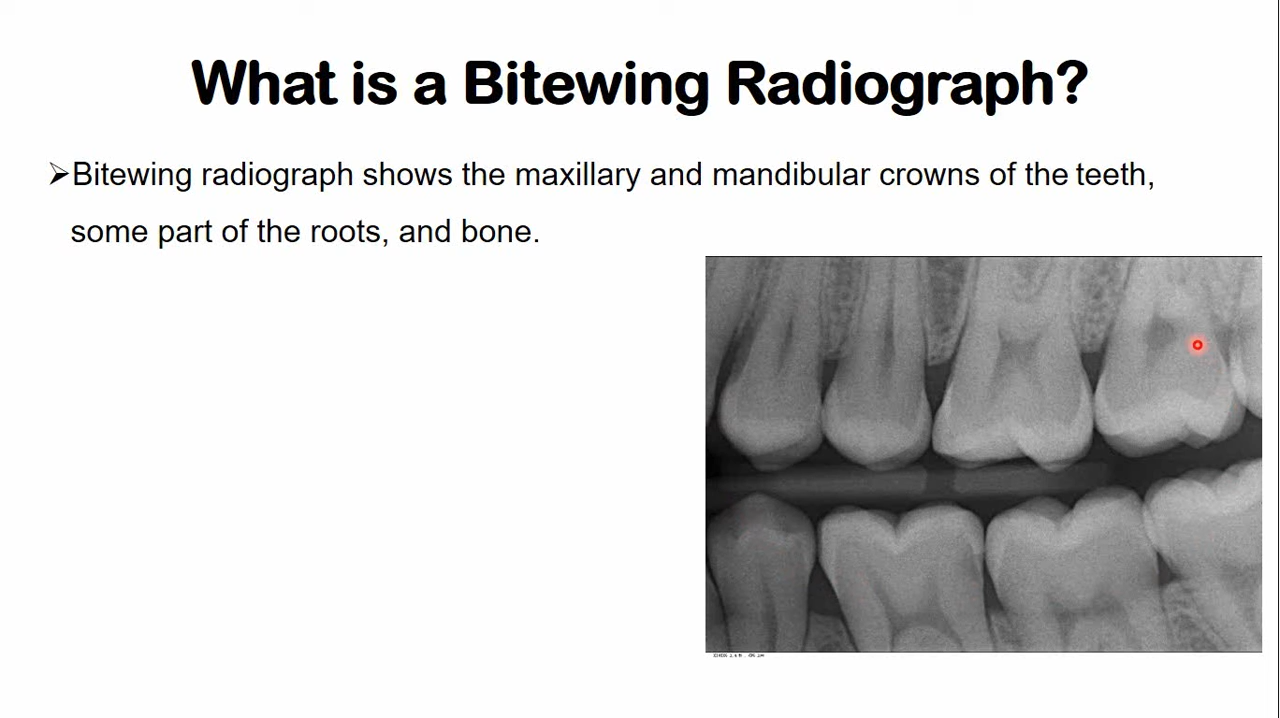 What is a Bitewing Radiograph?
➢Bitewing radiograph shows the maxillary and mandibular crowns of the teeth,
some part of the roots, and bone.